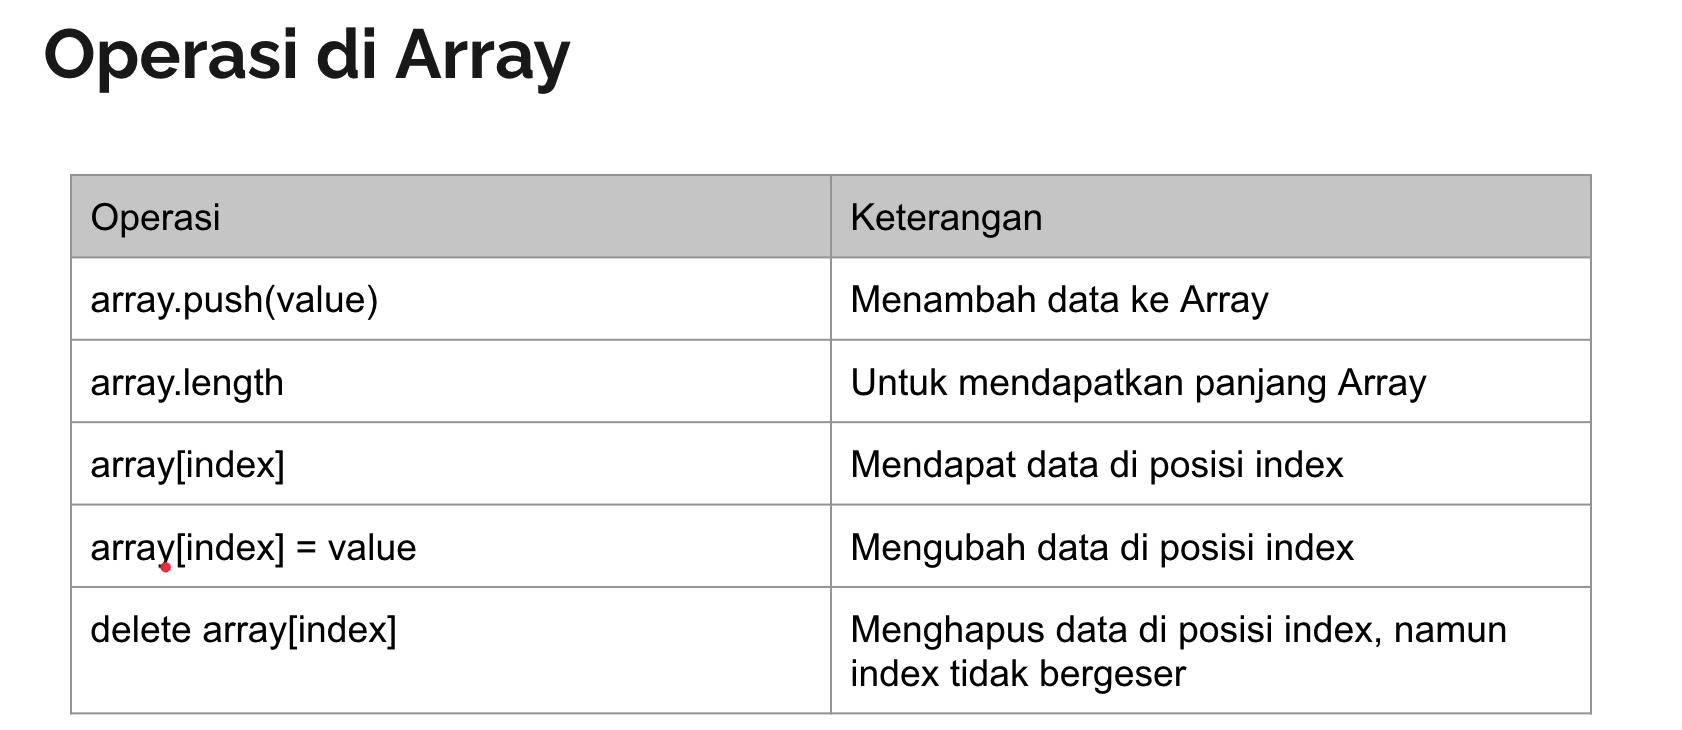 Operasi di Array
Operasi
Keterangan
array.push(value)
Menambah data ke Array
array.length
Untuk mendapatkan panjang Array
array[index]
Mendapat data di posisi index
array[index] = value
Mengubah data di posisi index
delete array[index]
Menghapus data di posisi index, namun
index tidak bergeser